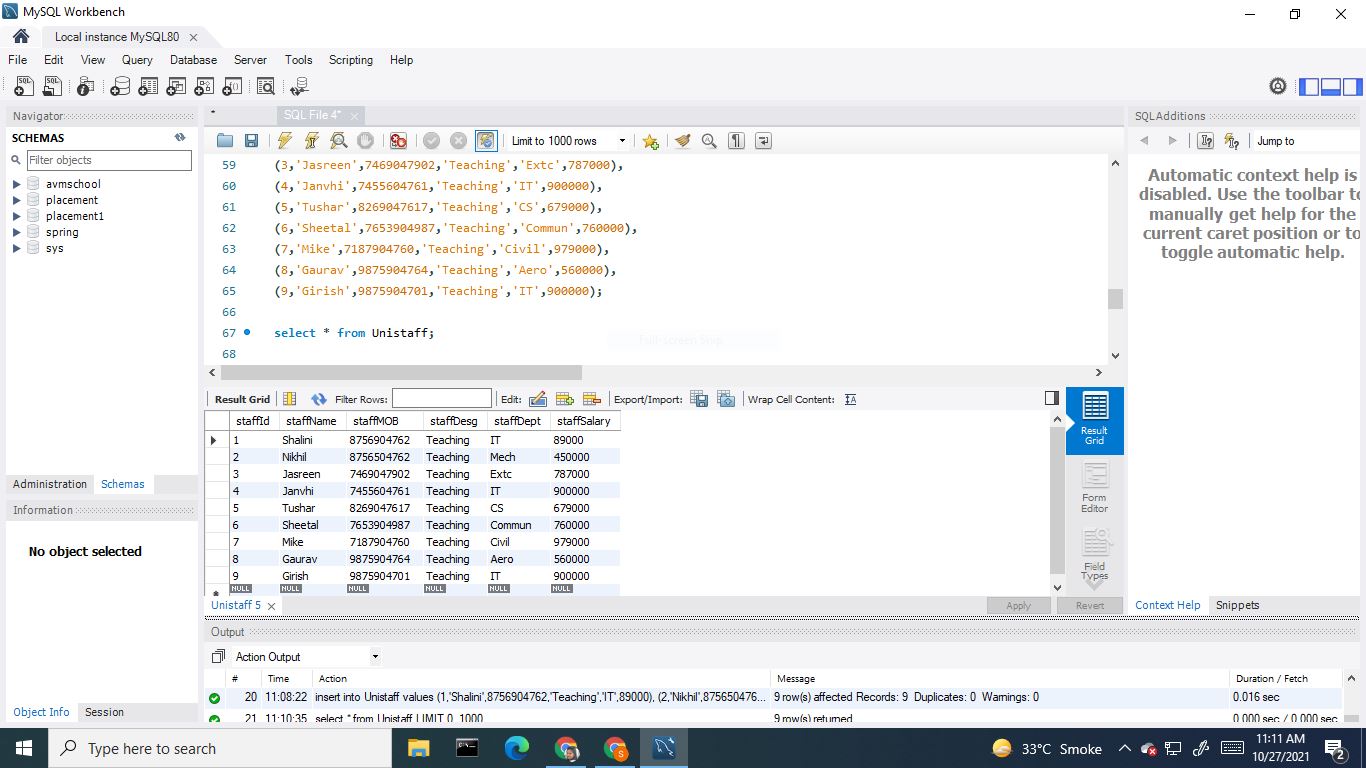 MySQL Workbench
Local instance MySQL80
File Edit View Query Database Server Tools Scripting Help
Navigator
SCHEMAS
Filter objects
avmschool
placement
placement1
spring
sys
Administration Schemas
Information
No object selected
Object Info Session
SQL File 4*
Limit to 1000 rows
59 (3,'Jasreen',7469047902,'Teaching','Extc',787000),
60 (4,'Janvhi',7455604761,'Teaching','IT',900000),
61 (5,'Tushar',8269047617,'Teaching','CS',679000),
62 (6,'Sheetal',7653904987,'Teaching','Commun',760000),
63 (7,'Mike',7187904760,'Teaching','Civil',979000),
64 (8,'Gaurav',9875904764,'Teaching','Aero',560000),
65 (9,'Girish',9875904701,'Teaching','IT',900000);
66
67 select * from Unistaff;
68
Full-screen Snip
Result Grid Filter Rows: Edit: Export/Import: Wrap Cell Content:
staffId staffName staffMOB staffDesg staffDept staffSalary
1 Shalini 8756904762 Teaching IT 89000
2 Nikhil 8756504762 Teaching Mech 450000
3 Jasreen 7469047902 Teaching Extc 787000
4 Janvhi 7455604761 Teaching IT 900000
5 Tushar 8269047617 Teaching CS 679000
6 Sheetal 7653904987 Teaching Commun 760000
7 Mike 7187904760 Teaching Civil 979000
8 Gaurav 9875904764 Teaching Aero 560000
9 Girish 9875904701 Teaching IT 900000
NULL NULL NULL NULL NULL NULL
Result
Grid
Form
Editor
Field
Types
Unistaff 5 Apply Revert
SQLAdditions
Jump to
Automatic context help is
disabled. Use the toolbar to
manually get help for the
current caret position or to
toggle automatic help.
Context Help Snippets
Output
Action Output
# Time Action Message Duration / Fetch
20 11:08:22 insert into Unistaff values (1,'Shalini',8756904762,'Teaching','IT',89000), (2,'Nikhil',875650476... 9 row(s) affected Records: 9 Duplicates: 0 Warnings: 0 0.016 sec
21 11:10:35 select * from Unistaff LIMIT 0, 1000 9 row(s) returned 0.000 sec / 0.000 sec
Type here to search
33°C Smoke
11:11 AM
10/27/2021
2